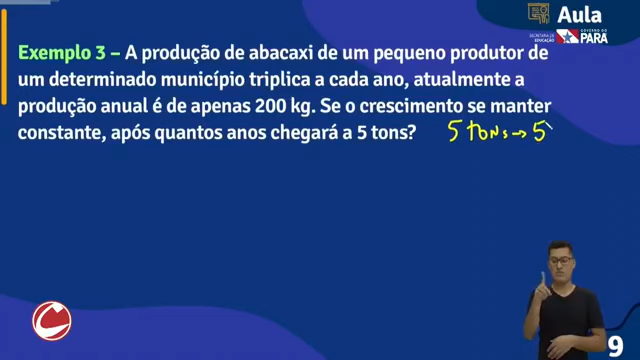 Aula
SECRETARIA DE
EDUCAÇÃO
GOVERNO DO
PARÁ
Exemplo 3 – A produção de abacaxi de um pequeno produtor de
um determinado município triplica a cada ano, atualmente a
produção anual é de apenas 200 kg. Se o crescimento se manter
constante, após quantos anos chegará a 5 tons?
5 tons → 5
9